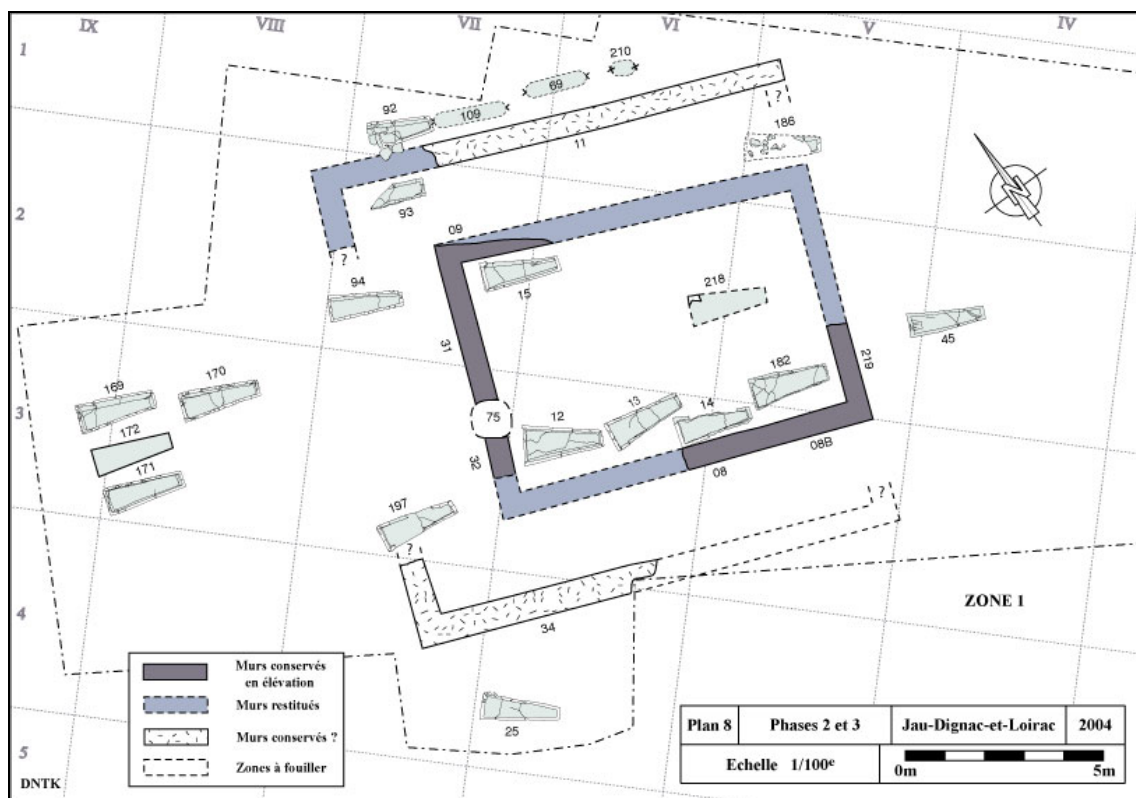 IX VIII VII VI V IV
1
210
69
92
109
186
11
2
93
09
94
15
218
31
45
219
182
170
169
3
13
12
14
75
172
32
08B
171
08
197
?
?
?
?
ZONE 1
4
34
Murs conservés
en élévation
Murs restitués
Murs conservés ?
Zones à fouiller
25
5
DNTK
Plan 8
Phases 2 et 3
Jau-Dignac-et-Loirac
2004
Echelle 1/100e
0m
5m
N